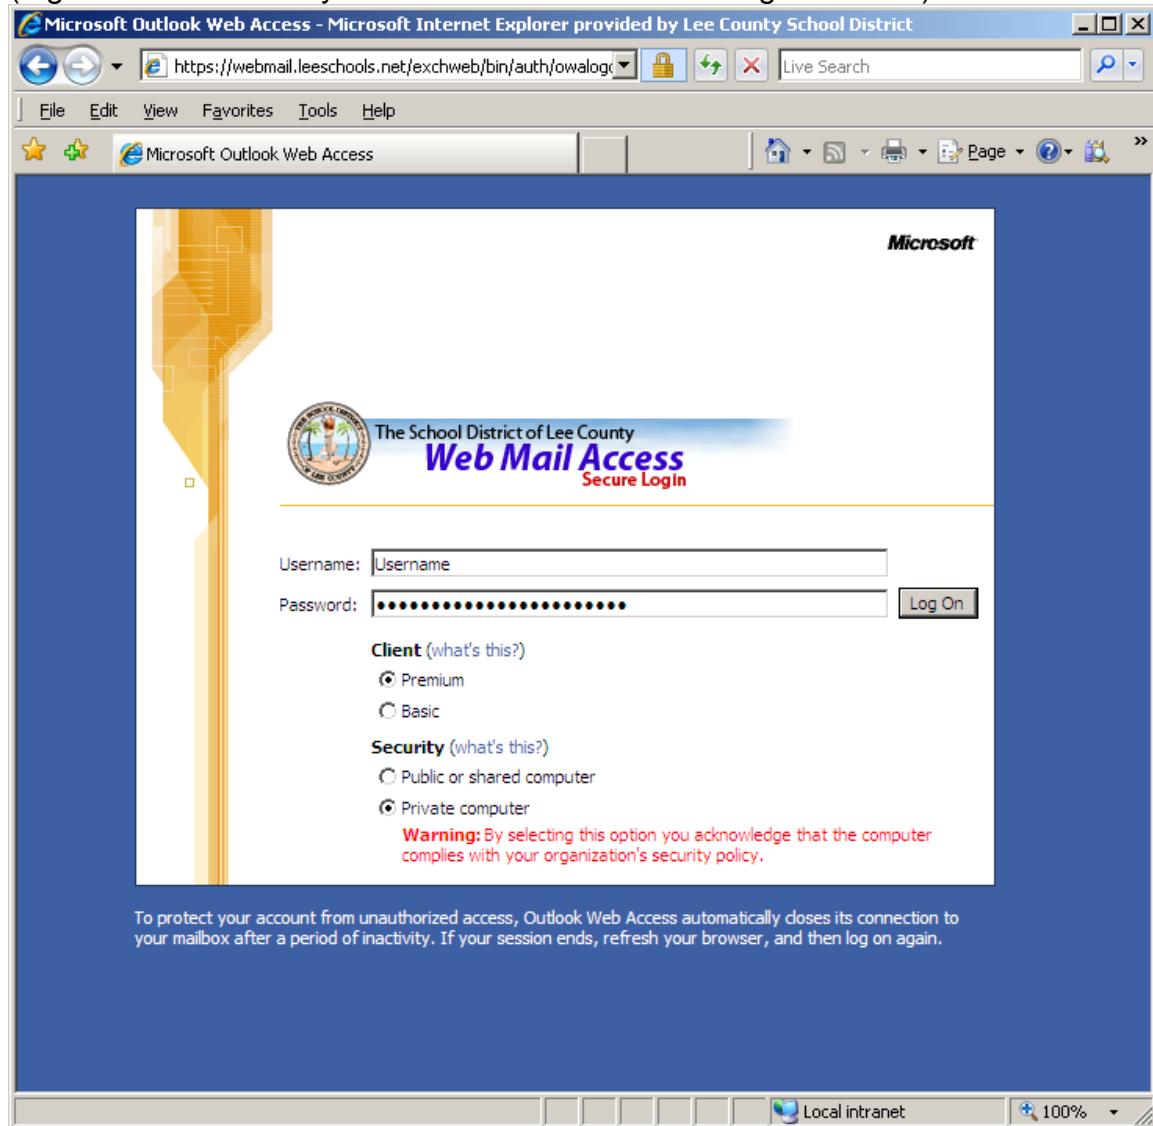 Microsoft Outlook Web Access - Microsoft Internet Explorer provided by Lee County School District
https://webmail.leeschools.net/exchweb/bin/auth/owalog
Live Search
File Edit View Favorites Tools Help
Microsoft Outlook Web Access
Page
Microsoft
The School District of Lee County
Web Mail Access
Secure Login
Username: Username
Password: •••••••••••••••••••••••
Log On
Client (what's this?)
Premium
Basic
Security (what's this?)
Public or shared computer
Private computer
Warning: By selecting this option you acknowledge that the computer
complies with your organization's security policy.
To protect your account from unauthorized access, Outlook Web Access automatically closes its connection to
your mailbox after a period of inactivity. If your session ends, refresh your browser, and then log on again.
Local intranet
100%